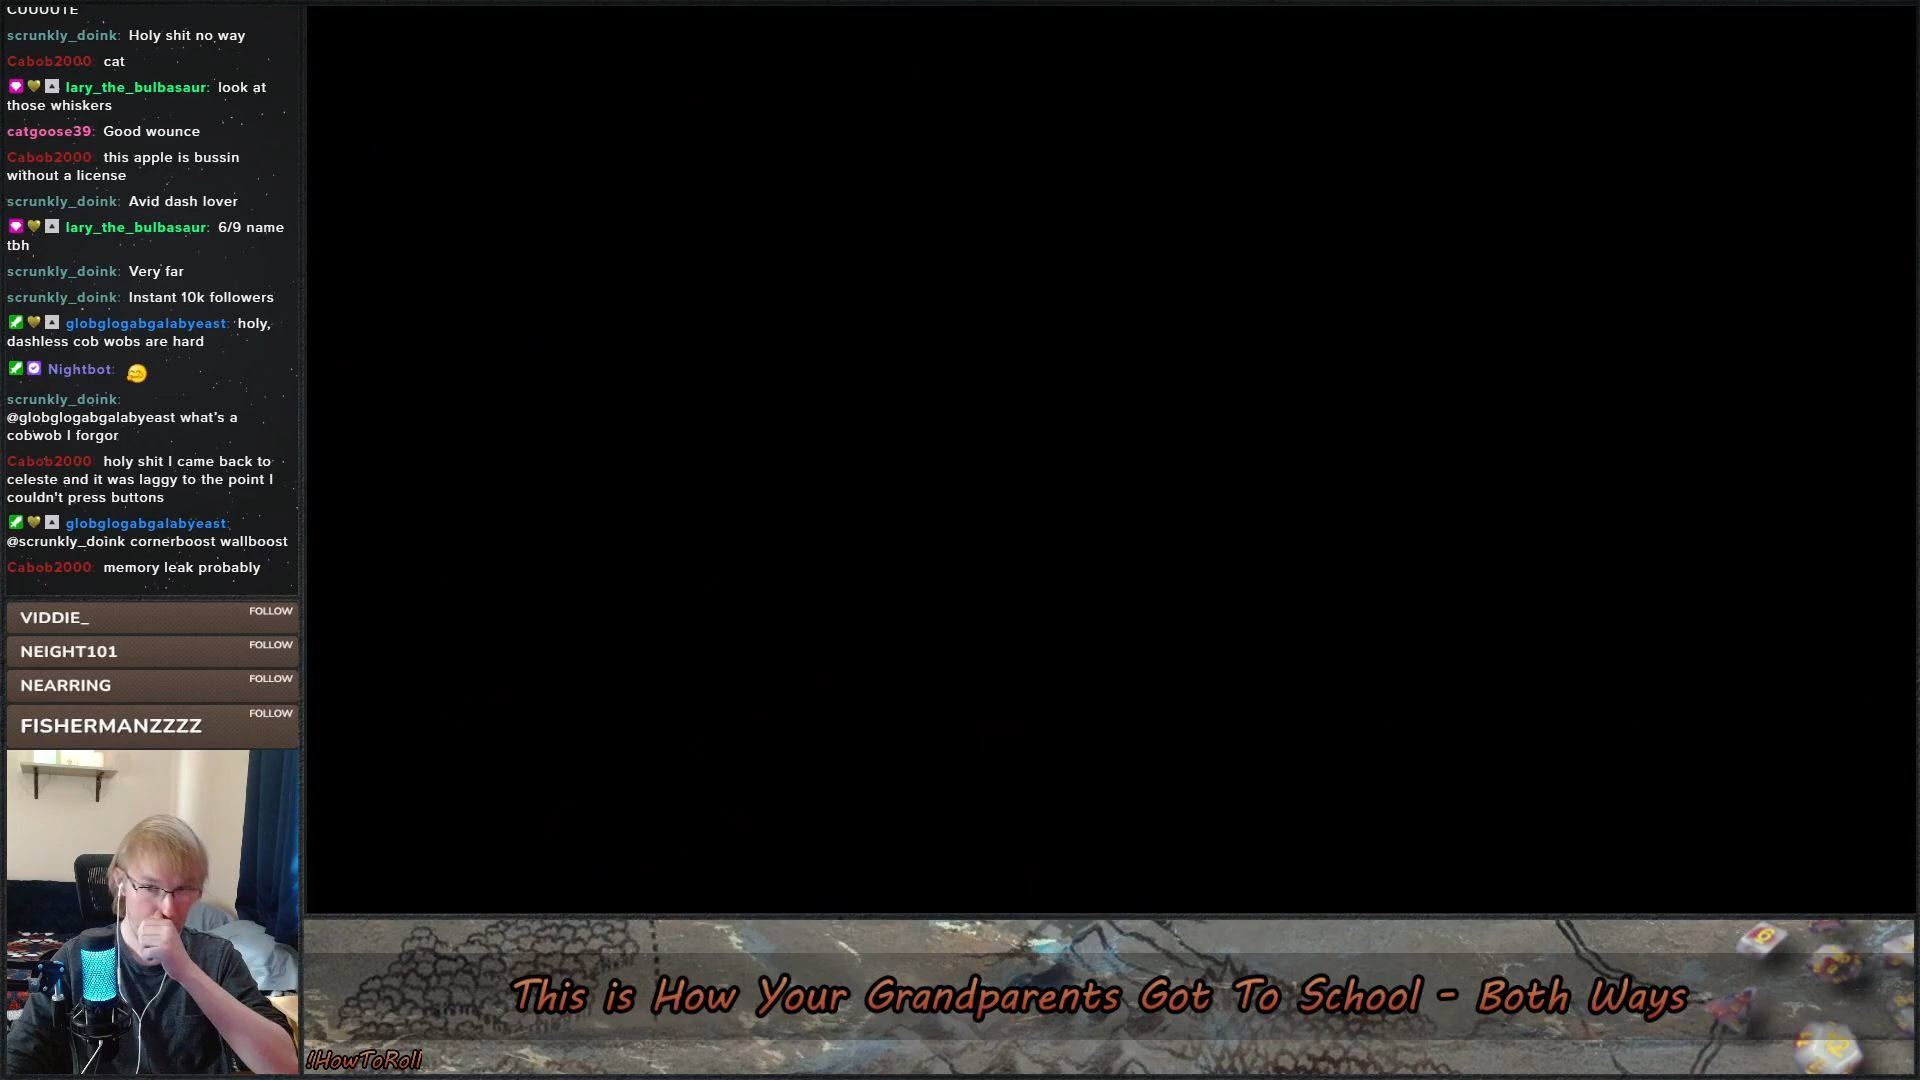 CUUUUTE
scrunkly_doink: Holy shit no way
Cabob2000: cat
lary_the_bulbasaur: look at
those whiskers
catgoose39: Good wounce
Cabob2000: this apple is bussin
without a license
scrunkly_doink: Avid dash lover
lary_the_bulbasaur: 6/9 name
tbh
scrunkly_doink: Very far
scrunkly_doink: Instant 10k followers
globglogabgalabyeast: holy,
dashless cob wobs are hard
Nightbot:
scrunkly_doink:
@globglogabgalabyeast what's a
cobwob I forgor
Cabob2000: holy shit I came back to
celeste and it was laggy to the point I
couldn't press buttons
globglogabgalabyeast:
@scrunkly_doink cornerboost wallboost
Cabob2000: memory leak probably
VIDDIE_ FOLLOW
NEIGHT101 FOLLOW
NEARRING FOLLOW
FISHERMANZZZZ FOLLOW
This is How Your Grandparents Got To School - Both Ways
!HowToRoll